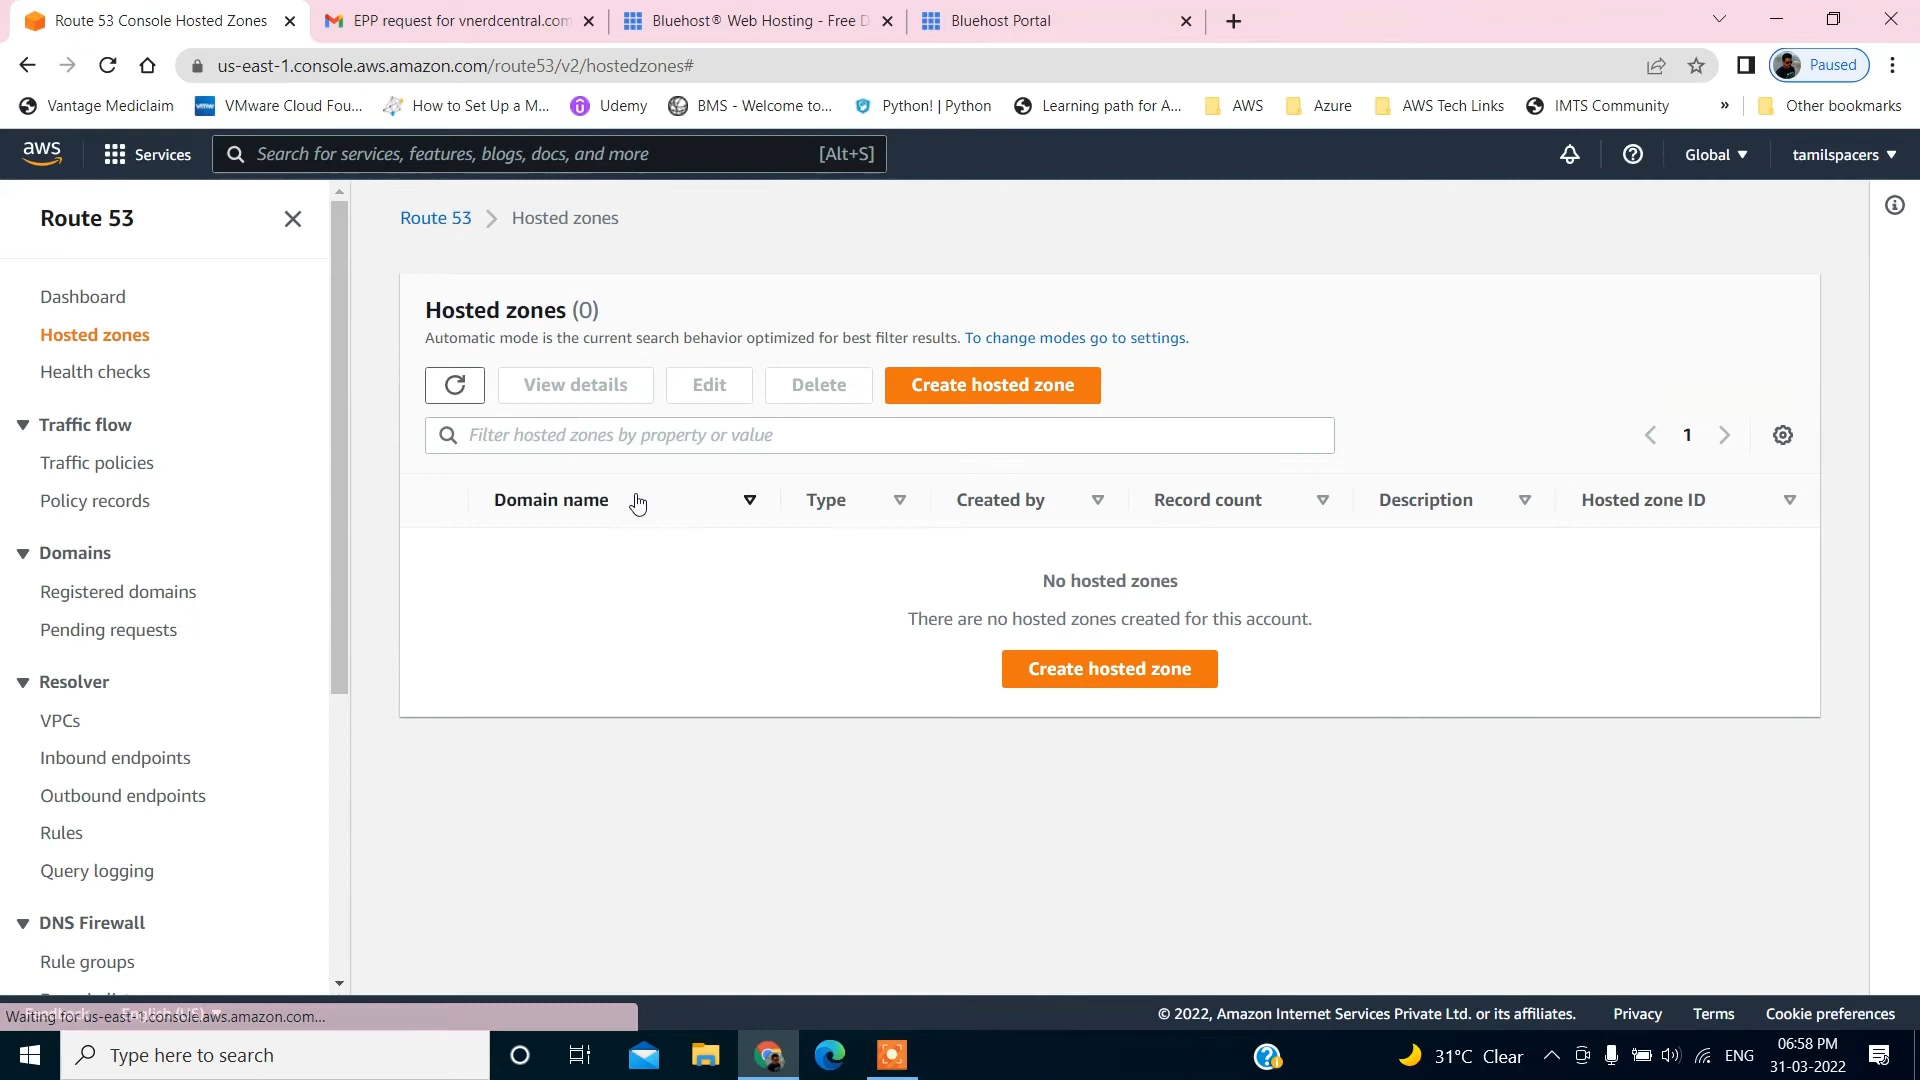 Route 53 Console Hosted Zones
EPP request for vnerdcentral.com
Bluehost® Web Hosting - Free D
Bluehost Portal
us-east-1.console.aws.amazon.com/route53/v2/hostedzones#
Paused
Vantage Mediclaim
VMware Cloud Fou...
How to Set Up a M...
Udemy
BMS - Welcome to...
Python! | Python
Learning path for A...
AWS
Azure
AWS Tech Links
IMTS Community
»
Other bookmarks
aws
Services
Search for services, features, blogs, docs, and more
[Alt+S]
Global
tamilspacers
Route 53
Dashboard
Hosted zones
Health checks
Traffic flow
Traffic policies
Policy records
Domains
Registered domains
Pending requests
Resolver
VPCs
Inbound endpoints
Outbound endpoints
Rules
Query logging
DNS Firewall
Rule groups
Route 53
Hosted zones
Hosted zones (0)
Automatic mode is the current search behavior optimized for best filter results. To change modes go to settings.
View details
Edit
Delete
Create hosted zone
Filter hosted zones by property or value
1
Domain name
Type
Created by
Record count
Description
Hosted zone ID
No hosted zones
There are no hosted zones created for this account.
Create hosted zone
Waiting for us-east-1.console.aws.amazon.com...
© 2022, Amazon Internet Services Private Ltd. or its affiliates.
Privacy
Terms
Cookie preferences
Type here to search
31°C Clear
ENG
06:58 PM
31-03-2022